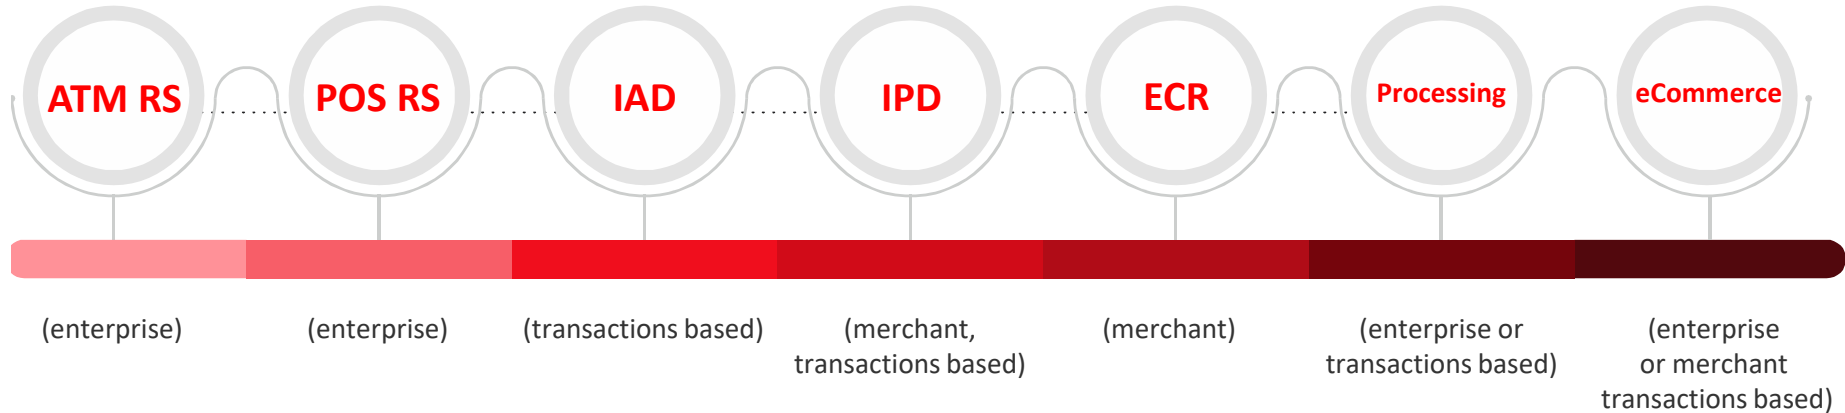 ATM RS
POS RS
IAD
IPD
ECR
Processing
eCommerce
(enterprise)
(enterprise)
(transactions based)
(merchant,
transactions based)
(merchant)
(enterprise or
transactions based)
(enterprise
or merchant
transactions based)